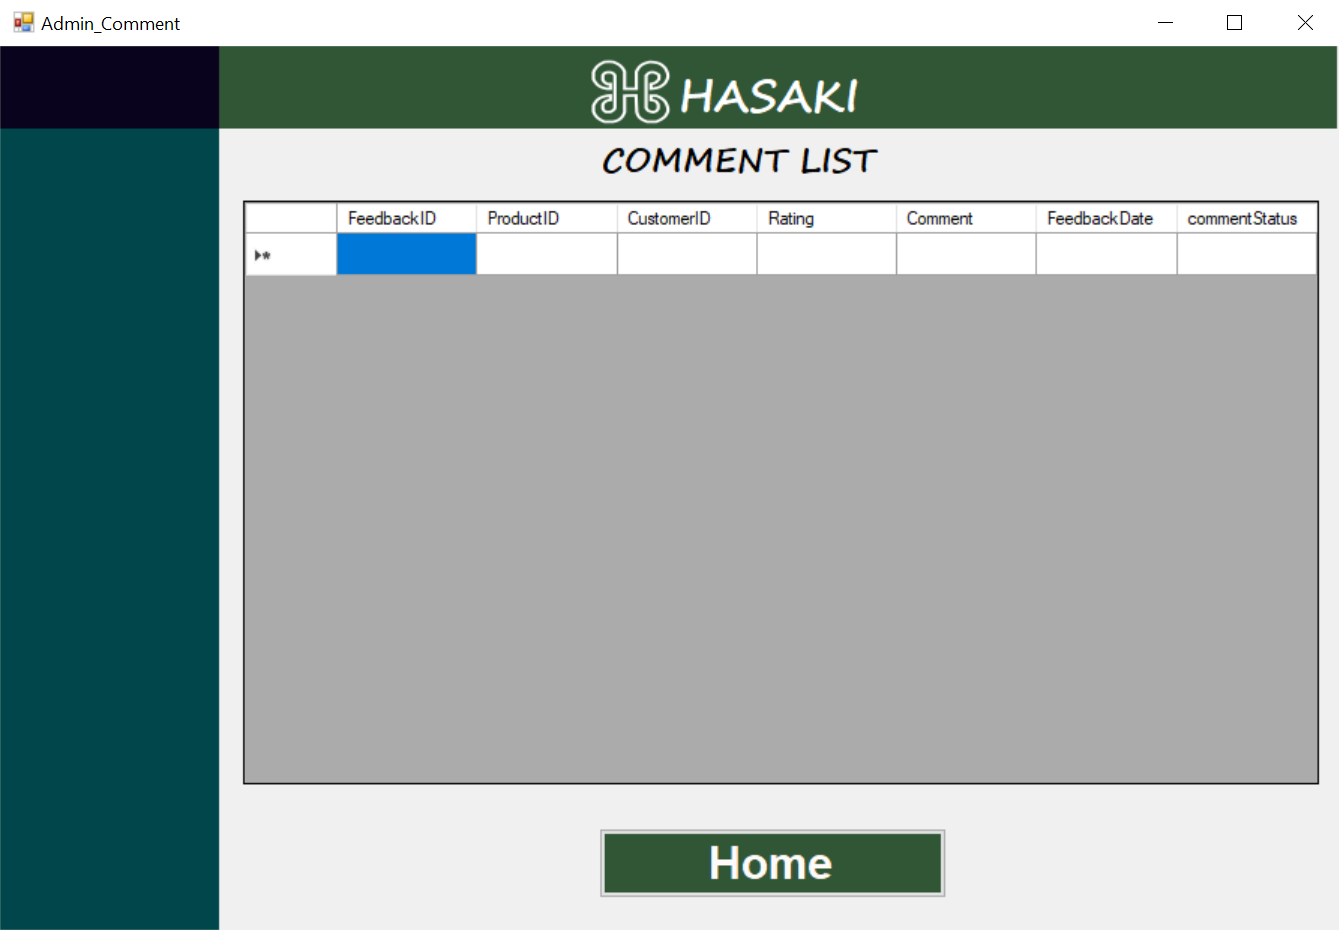 Admin_Comment
HASAKI
COMMENT LIST
FeedbackID ProductID CustomerID Rating Comment FeedbackDate commentStatus
Home